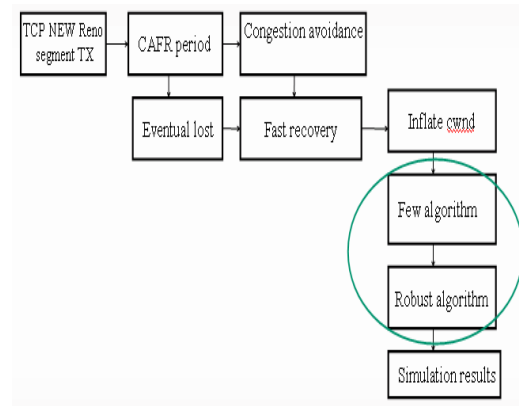 TCP NEW Reno
segment TX
CAFR period
Congestion avoidance
Eventual lost
Fast recovery
Inflate cwnd
Few algorithm
Robust algorithm
Simulation results